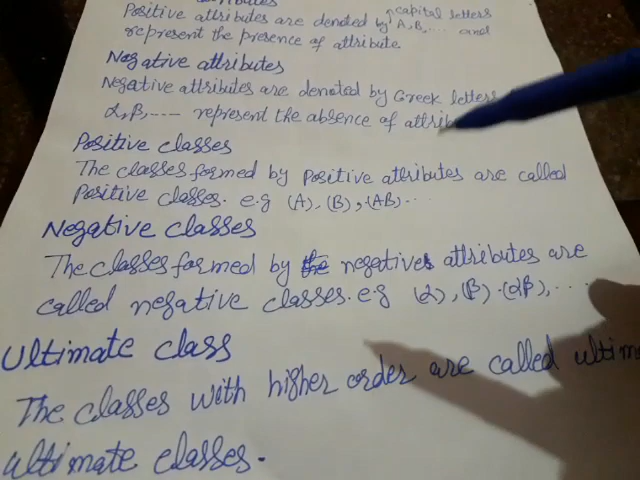 capital letters
Positive attributes are denoted by A,B,.... and
represent the presence of attribute.
Negative attributes
Negative attributes are denoted by Greek letters
α,β,.... represent the absence of
Positive classes
The classes formed by Positive attributes are called
Positive classes. e.g (A), (B), (AB)...
Negative classes
The classes formed by the negative attributes are
called negative classes. e.g (α), (β), (αβ),....
Ultimate class
The classes with higher order are called
ultimate classes.